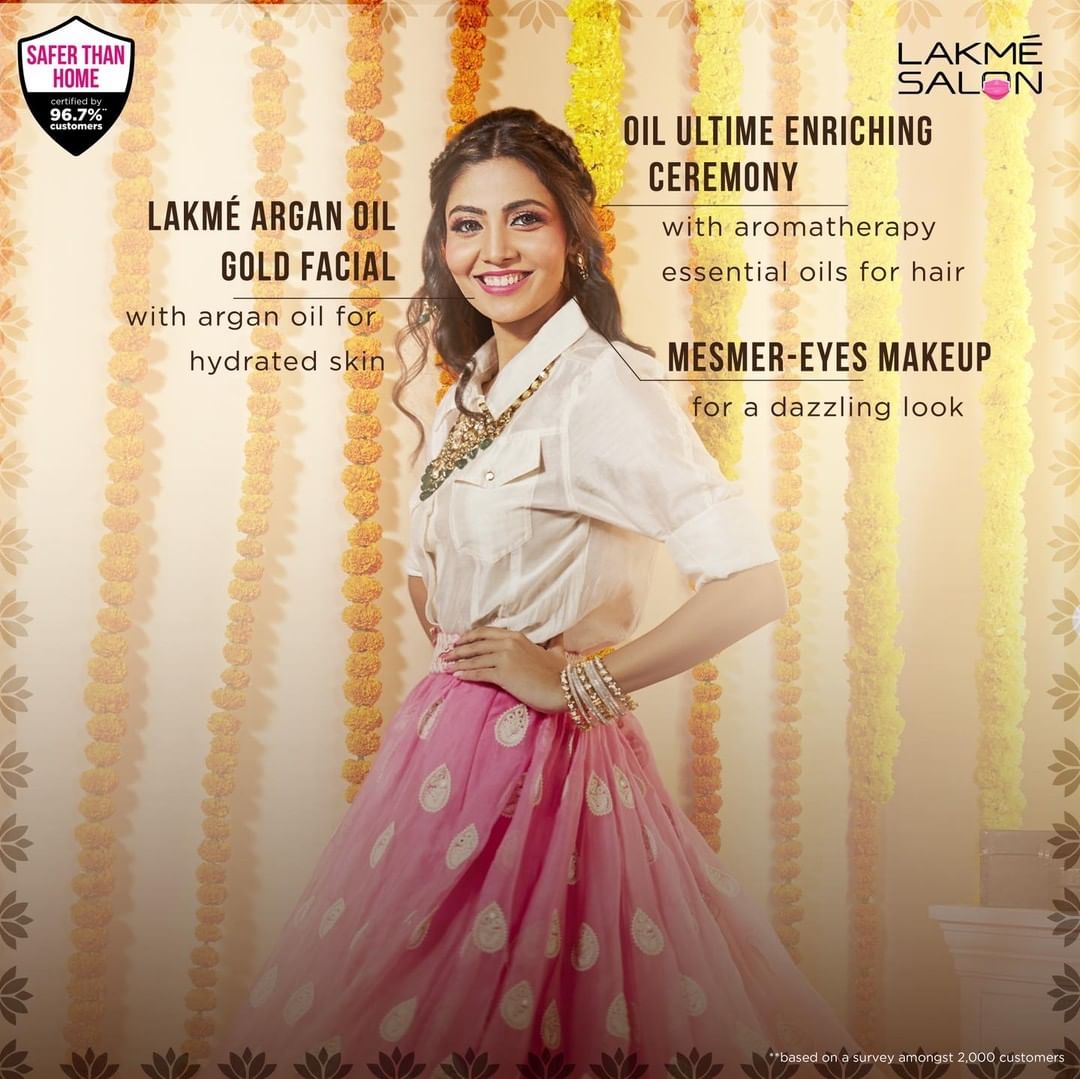 SAFER THAN
HOME
certified by
96.7%**
customers
LAKMÉ
SALON
OIL ULTIME ENRICHING
CEREMONY
with aromatherapy
essential oils for hair
LAKMÉ ARGAN OIL
GOLD FACIAL
with argan oil for
hydrated skin
MESMER-EYES MAKEUP
for a dazzling look
**based on a survey amongst 2,000 customers